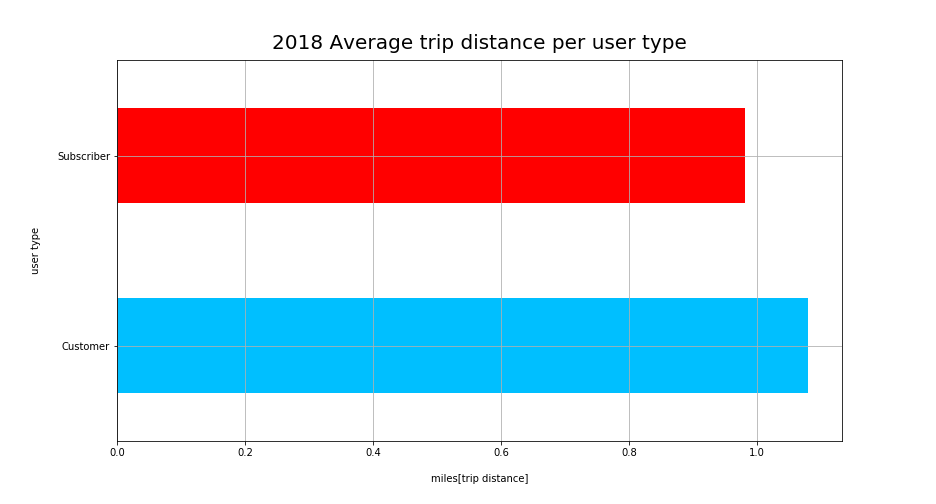 2018 Average trip distance per user type
Subscriber
user type
Customer
0.0 0.2 0.4 0.6 0.8 1.0
miles[trip distance]